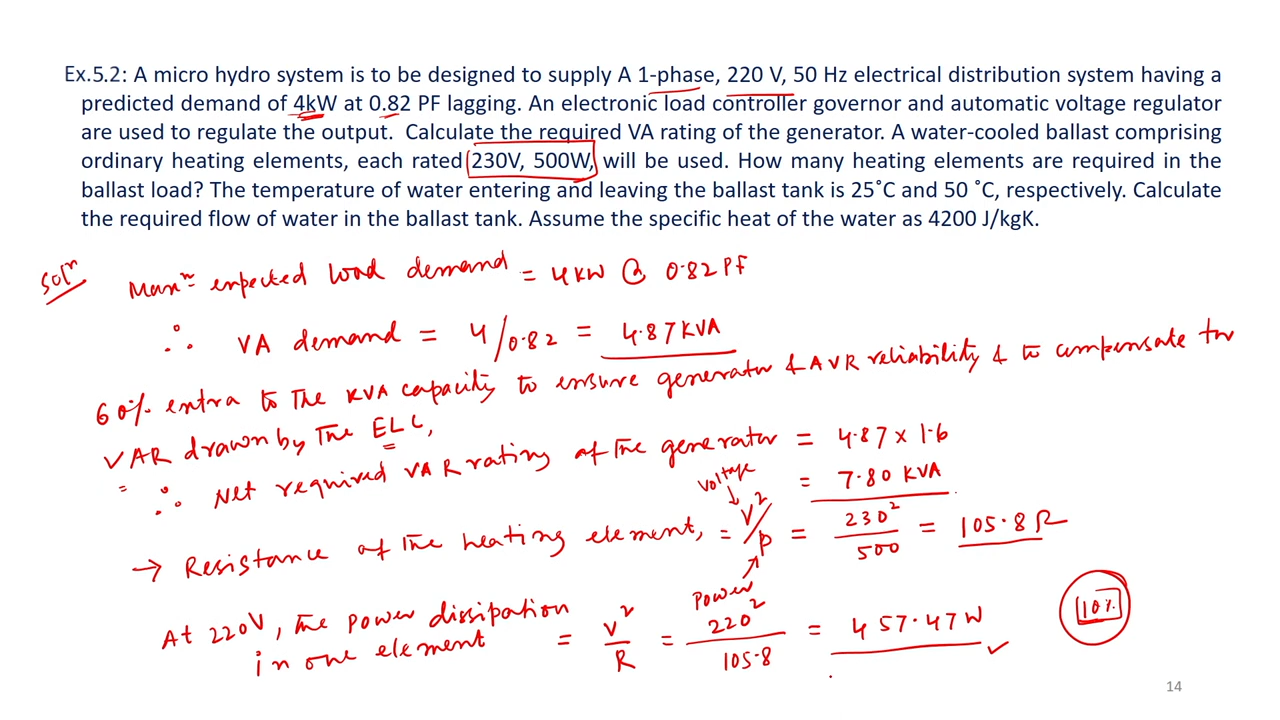 Ex.5.2: A micro hydro system is to be designed to supply A 1-phase, 220 V, 50 Hz electrical distribution system having a
predicted demand of 4kW at 0.82 PF lagging. An electronic load controller governor and automatic voltage regulator
are used to regulate the output. Calculate the required VA rating of the generator. A water-cooled ballast comprising
ordinary heating elements, each rated 230V, 500W, will be used. How many heating elements are required in the
ballast load? The temperature of water entering and leaving the ballast tank is 25˚C and 50 ˚C, respectively. Calculate
the required flow of water in the ballast tank. Assume the specific heat of the water as 4200 J/kgK.
Solⁿ
Maxᵐ expected load demand = 4 KW @ 0.82 PF
∴ VA demand = 4/0.82 = 4.87 KVA
60% extra to the KVA capacity to ensure generator & AVR reliability & to compensate for
VAR drawn by the ELC,
∴ Net required VAR rating of the generator = 4.87 x 1.6
= 7.80 KVA
→ Resistance of the heating element, = V²/P = 230²/500 = 105.8 Ω
Voltage
Power
At 220V, the power dissipation
in one element = V²/R = 220²/105.8 = 457.47 W
10%
14